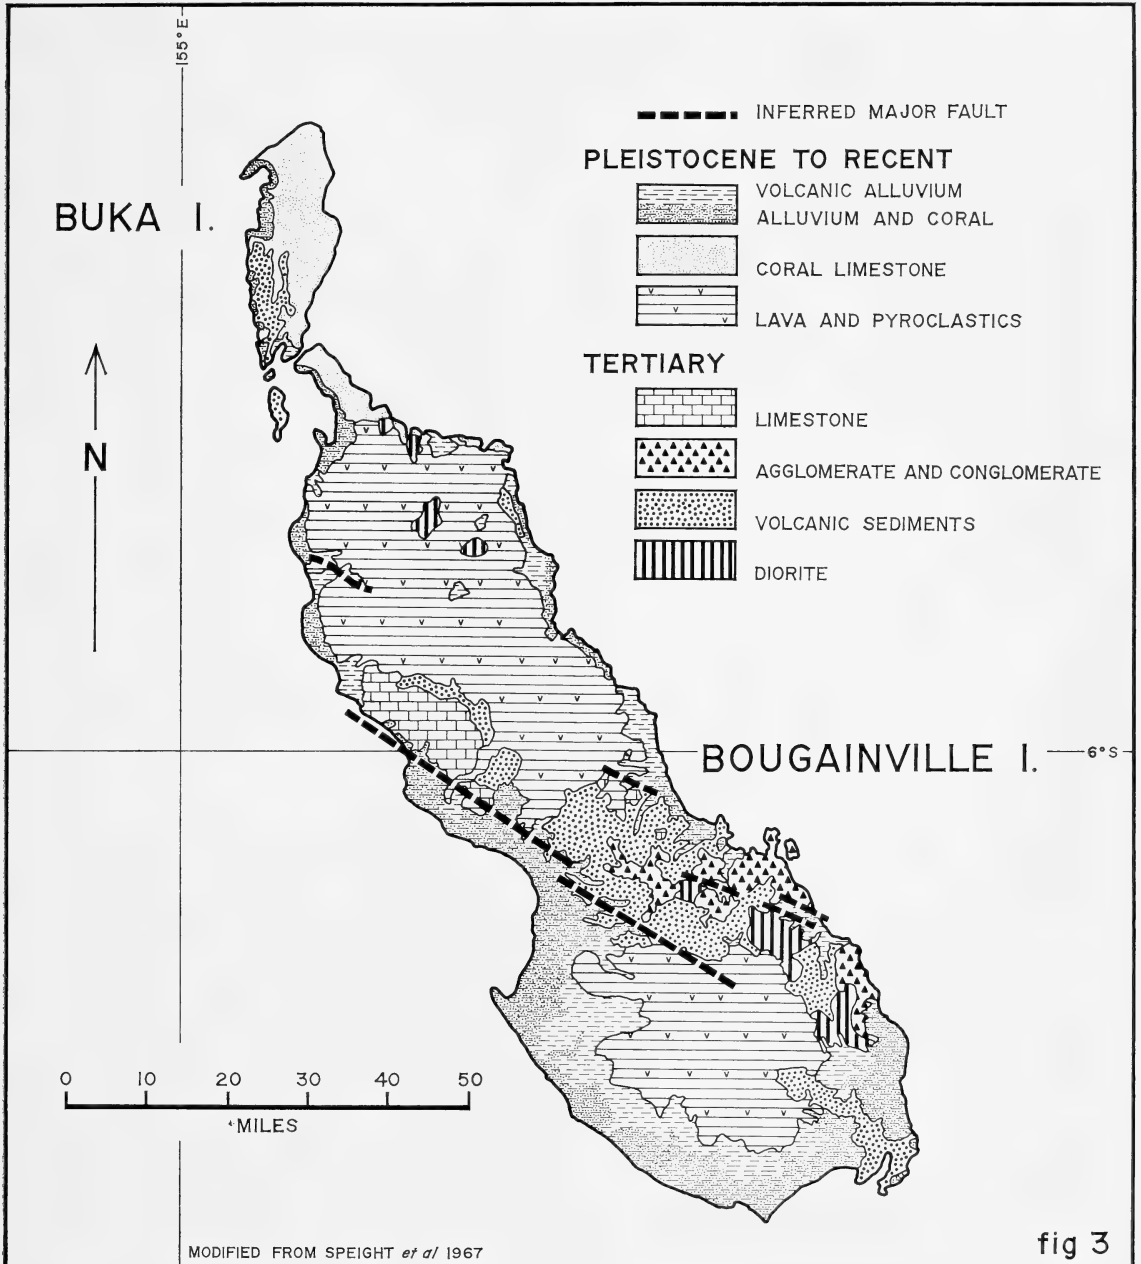 155°E
INFERRED MAJOR FAULT
PLEISTOCENE TO RECENT
VOLCANIC ALLUVIUM
ALLUVIUM AND CORAL
CORAL LIMESTONE
LAVA AND PYROCLASTICS
TERTIARY
LIMESTONE
AGGLOMERATE AND CONGLOMERATE
VOLCANIC SEDIMENTS
DIORITE
BUKA I.
N
BOUGAINVILLE I.
6°S
0 10 20 30 40 50
MILES
MODIFIED FROM SPEIGHT et al 1967
fig 3